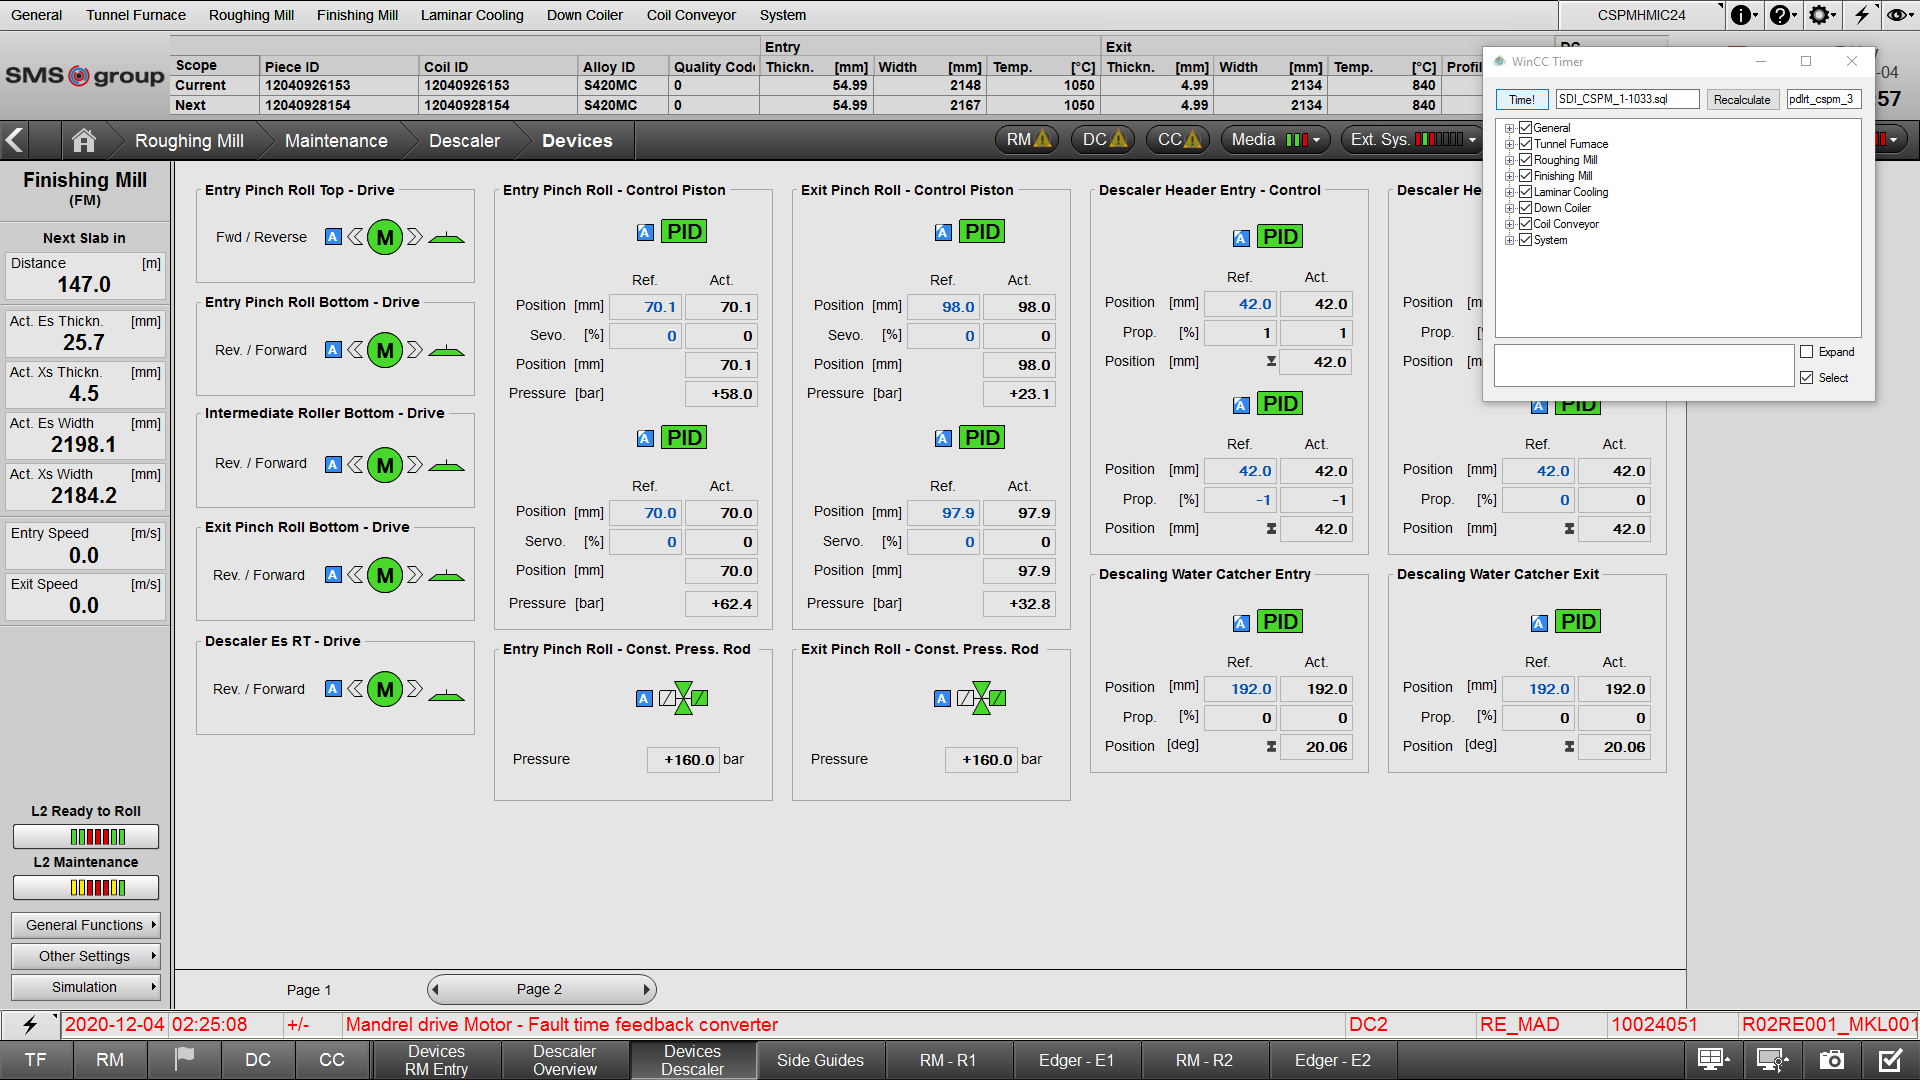 General Tunnel Furnace Roughing Mill Finishing Mill Laminar Cooling Down Coiler Coil Conveyor System CSPMHMIC24
SMS group
Entry Exit
Scope Piece ID Coil ID Alloy ID Quality Code Thickn. [mm] Width [mm] Temp. [°C] Thickn. [mm] Width [mm] Temp. [°C]
Current 12040926153 12040926153 S420MC 0 54.99 2148 1050 4.99 2134 840
Next 12040928154 12040928154 S420MC 0 54.99 2167 1050 4.99 2134 840
-04
57
Roughing Mill Maintenance Descaler Devices RM DC CC Media Ext. Sys.
WinCC Timer
Time! SDI_CSPM_1-1033.sql Recalculate pdlrt_cspm_3
General
Tunnel Furnace
Roughing Mill
Finishing Mill
Laminar Cooling
Down Coiler
Coil Conveyor
System
Expand
Select
Finishing Mill
(FM)
Next Slab in
Distance [m]
147.0
Act. Es Thickn. [mm]
25.7
Act. Xs Thickn. [mm]
4.5
Act. Es Width [mm]
2198.1
Act. Xs Width [mm]
2184.2
Entry Speed [m/s]
0.0
Exit Speed [m/s]
0.0
L2 Ready to Roll
L2 Maintenance
General Functions
Other Settings
Simulation
Entry Pinch Roll Top - Drive
Fwd / Reverse A M
Entry Pinch Roll Bottom - Drive
Rev. / Forward A M
Intermediate Roller Bottom - Drive
Rev. / Forward A M
Exit Pinch Roll Bottom - Drive
Rev. / Forward A M
Descaler Es RT - Drive
Rev. / Forward A M
Entry Pinch Roll - Control Piston
A PID
Ref. Act.
Position [mm] 70.1 70.1
Sevo. [%] 0 0
Position [mm] 70.1
Pressure [bar] +58.0
A PID
Ref. Act.
Position [mm] 70.0 70.0
Servo. [%] 0 0
Position [mm] 70.0
Pressure [bar] +62.4
Entry Pinch Roll - Const. Press. Rod
A
Pressure +160.0 bar
Exit Pinch Roll - Control Piston
A PID
Ref. Act.
Position [mm] 98.0 98.0
Sevo. [%] 0 0
Position [mm] 98.0
Pressure [bar] +23.1
A PID
Ref. Act.
Position [mm] 97.9 97.9
Servo. [%] 0 0
Position [mm] 97.9
Pressure [bar] +32.8
Exit Pinch Roll - Const. Press. Rod
A
Pressure +160.0 bar
Descaler Header Entry - Control
A PID
Ref. Act.
Position [mm] 42.0 42.0
Prop. [%] 1 1
Position [mm] 42.0
A PID
Ref. Act.
Position [mm] 42.0 42.0
Prop. [%] -1 -1
Position [mm] 42.0
Descaling Water Catcher Entry
A PID
Ref. Act.
Position [mm] 192.0 192.0
Prop. [%] 0 0
Position [deg] 20.06
Descaler He
Position
Prop.
Position
A PID
Ref. Act.
Position [mm] 42.0 42.0
Prop. [%] 0 0
Position [mm] 42.0
Descaling Water Catcher Exit
A PID
Ref. Act.
Position [mm] 192.0 192.0
Prop. [%] 0 0
Position [deg] 20.06
Page 1 Page 2
2020-12-04 02:25:08 +/- Mandrel drive Motor - Fault time feedback converter DC2 RE_MAD 10024051 R02RE001_MKL001
TF RM DC CC Devices RM Entry Descaler Overview Devices Descaler Side Guides RM - R1 Edger - E1 RM - R2 Edger - E2